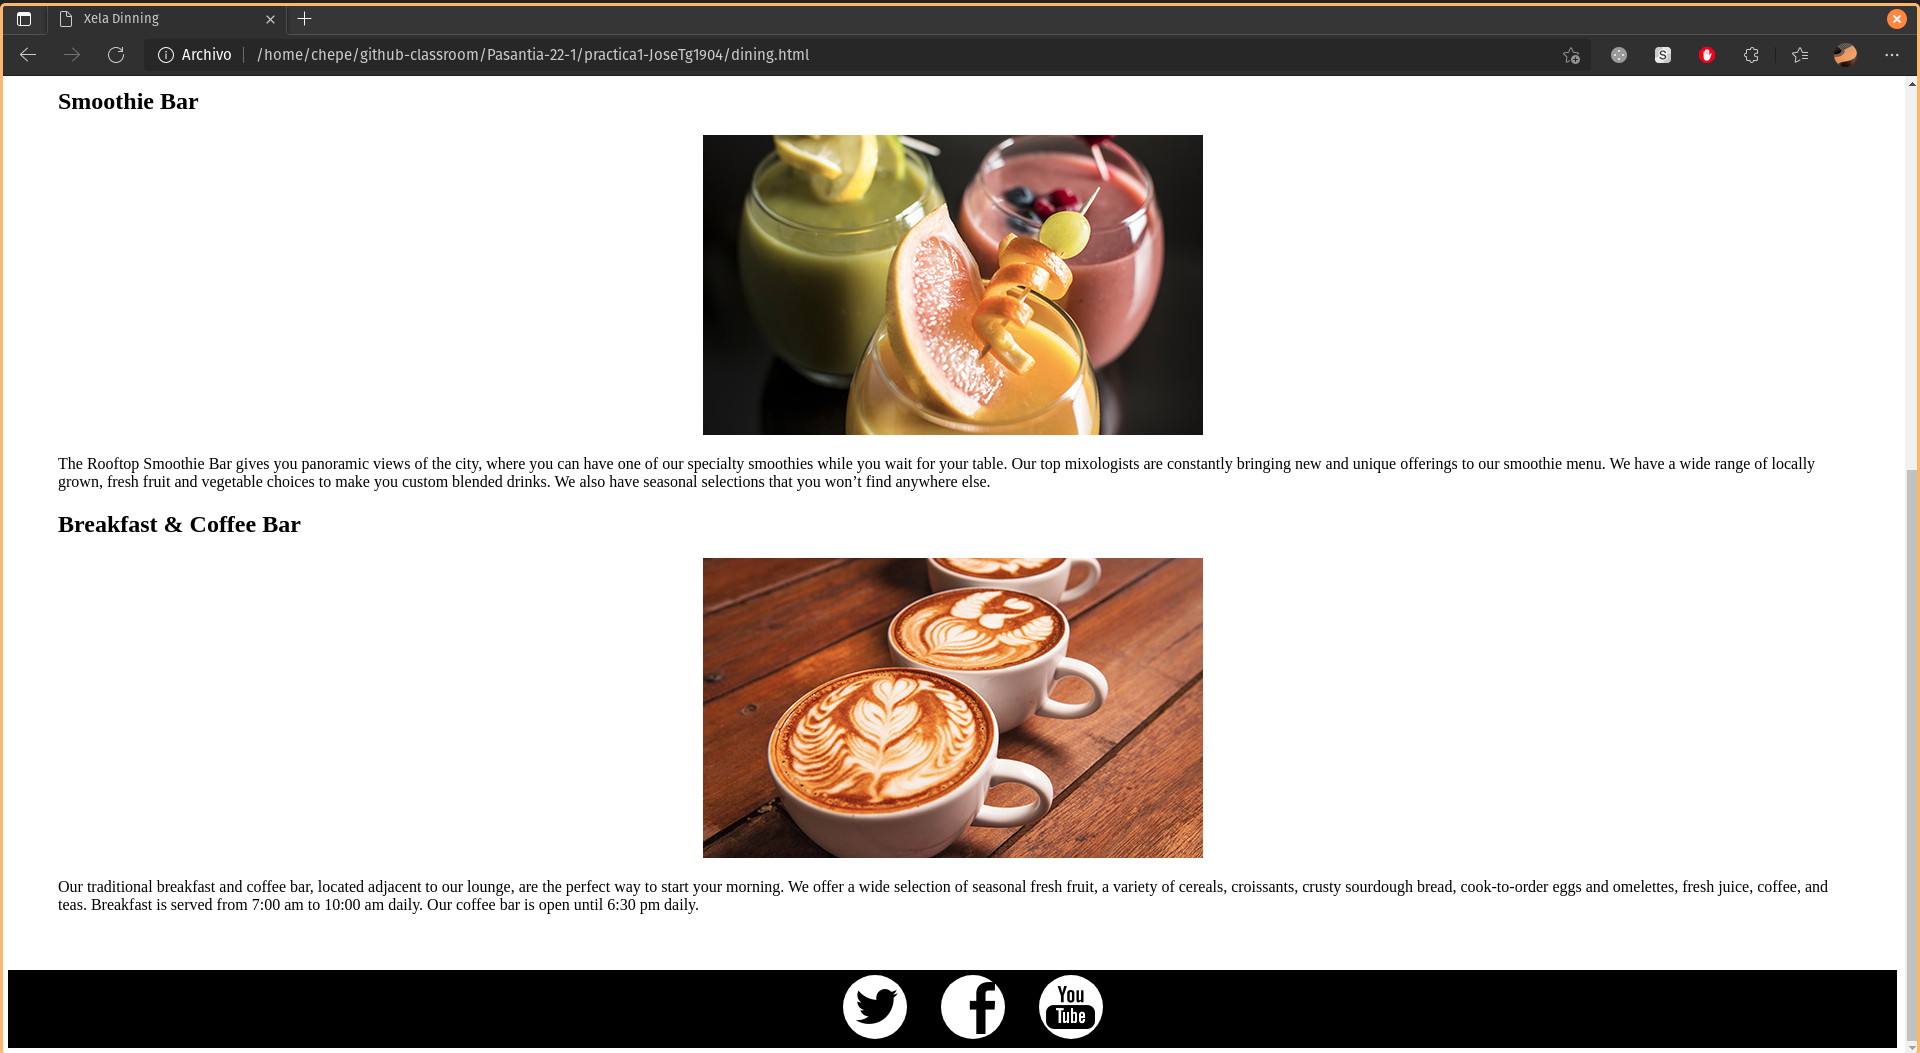 Xela Dinning
Archivo /home/chepe/github-classroom/Pasantia-22-1/practica1-JoseTg1904/dining.html
S
Smoothie Bar
The Rooftop Smoothie Bar gives you panoramic views of the city, where you can have one of our specialty smoothies while you wait for your table. Our top mixologists are constantly bringing new and unique offerings to our smoothie menu. We have a wide range of locally
grown, fresh fruit and vegetable choices to make you custom blended drinks. We also have seasonal selections that you won’t find anywhere else.
Breakfast & Coffee Bar
Our traditional breakfast and coffee bar, located adjacent to our lounge, are the perfect way to start your morning. We offer a wide selection of seasonal fresh fruit, a variety of cereals, croissants, crusty sourdough bread, cook-to-order eggs and omelettes, fresh juice, coffee, and
teas. Breakfast is served from 7:00 am to 10:00 am daily. Our coffee bar is open until 6:30 pm daily.
f
You
Tube